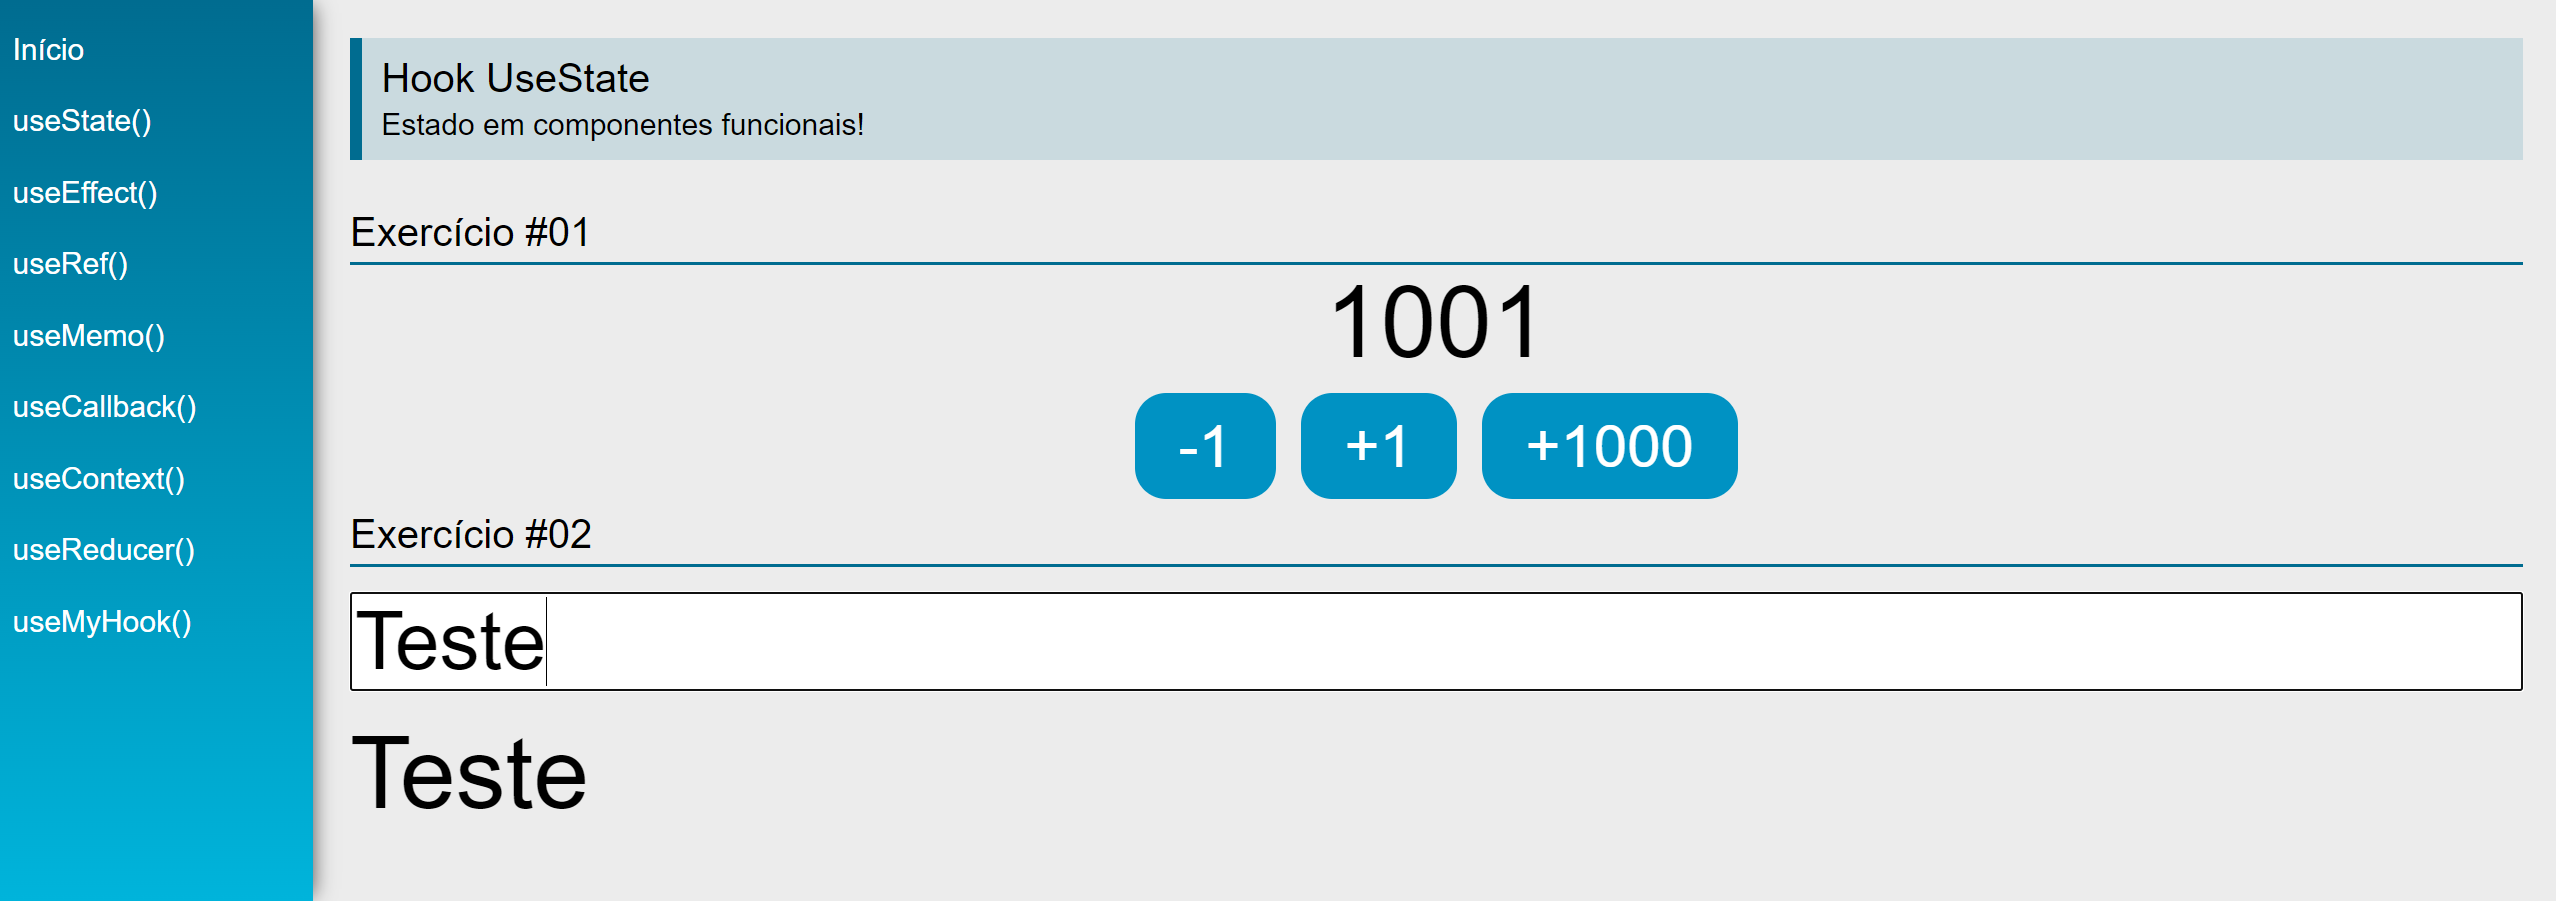 Início
useState()
useEffect()
useRef()
useMemo()
useCallback()
useContext()
useReducer()
useMyHook()
Hook UseState
Estado em componentes funcionais!
Exercício #01
1001
-1 +1 +1000
Exercício #02
Teste
Teste